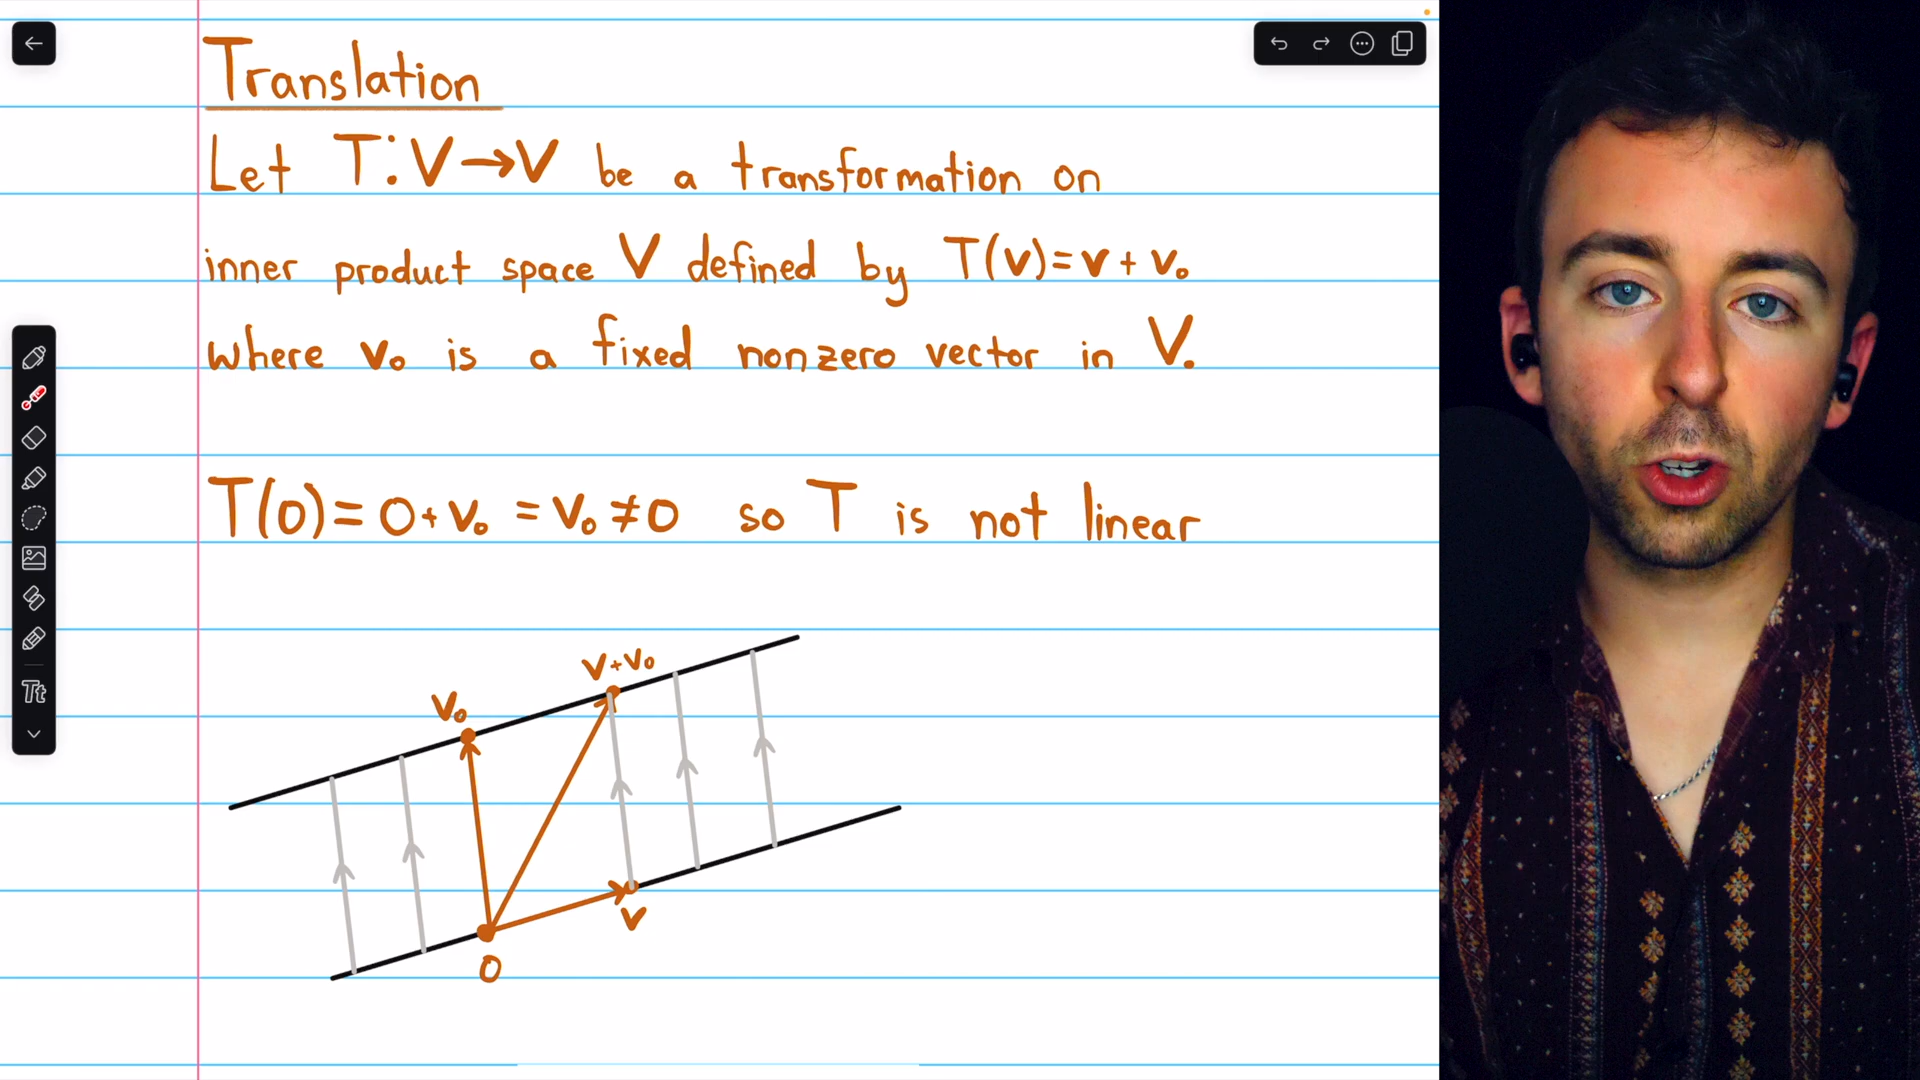 Translation
Let T: V→V be a transformation on
inner product space V defined by T(v)=v+v₀
where v₀ is a fixed nonzero vector in V.
T(0)=0+v₀ =v₀≠0 so T is not linear
v+v₀
v₀
v
0
Tt